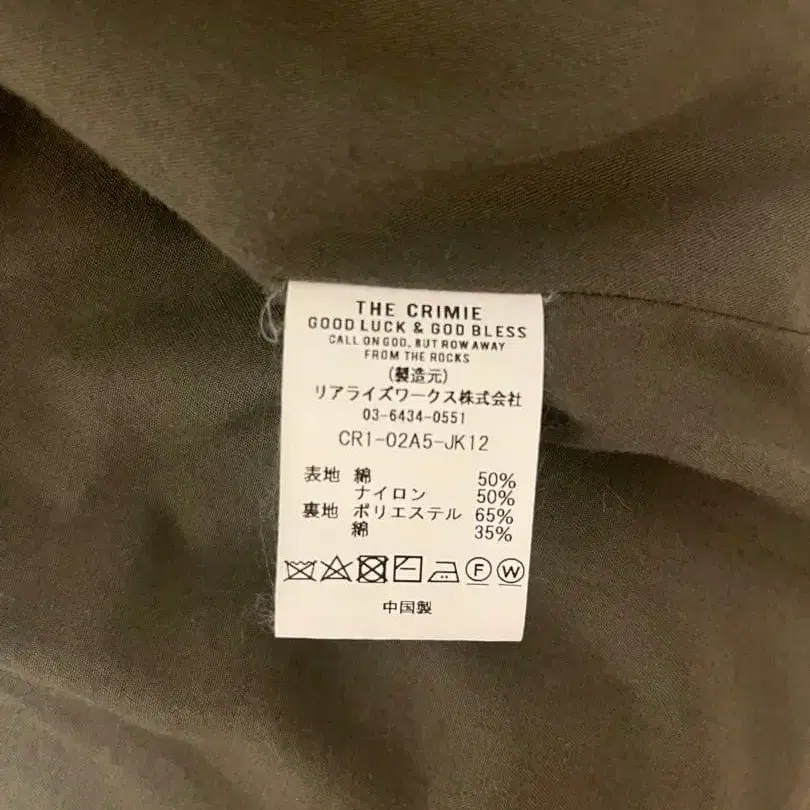 THE CRIMIE
GOOD LUCK & GOD BLESS
CALL ON GOD, BUT ROW AWAY
FROM THE ROCKS
(製造元)
リアライズワークス株式会社
03-6434-0551
CR1-02A5-JK12
表地 綿 50%
ナイロン 50%
裏地 ポリエステル 65%
綿 35%
F W
中国製